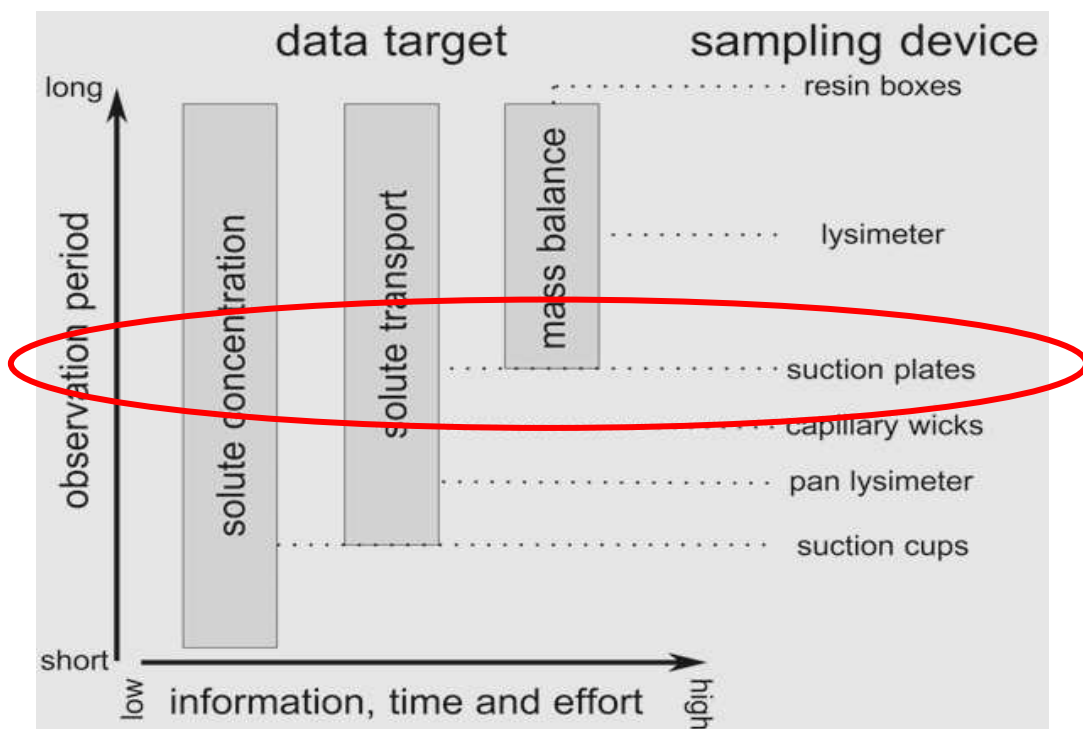 data target
sampling device
long
resin boxes
lysimeter
suction plates
capillary wicks
pan lysimeter
suction cups
observation period
solute concentration
solute transport
mass balance
short
low
information, time and effort
high